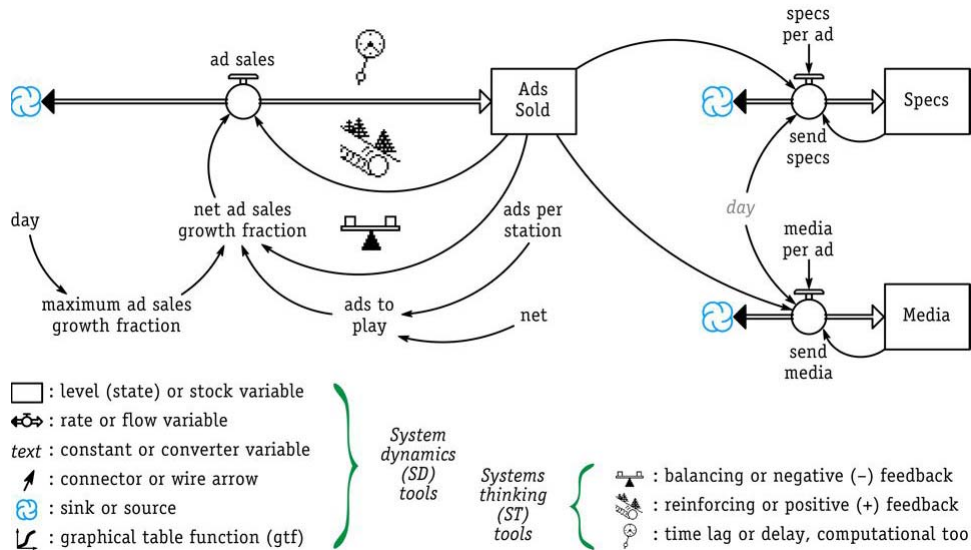 ad sales
Ads
Sold
specs
per ad
send
specs
Specs
day
net ad sales
growth fraction
ads per
station
maximum ad sales
growth fraction
ads to
play
net
day
media
per ad
send
media
Media
: level (state) or stock variable
: rate or flow variable
text : constant or converter variable
: connector or wire arrow
: sink or source
: graphical table function (gtf)
System
dynamics
(SD)
tools
Systems
thinking
(ST)
tools
: balancing or negative (−) feedback
: reinforcing or positive (+) feedback
: time lag or delay, computational too